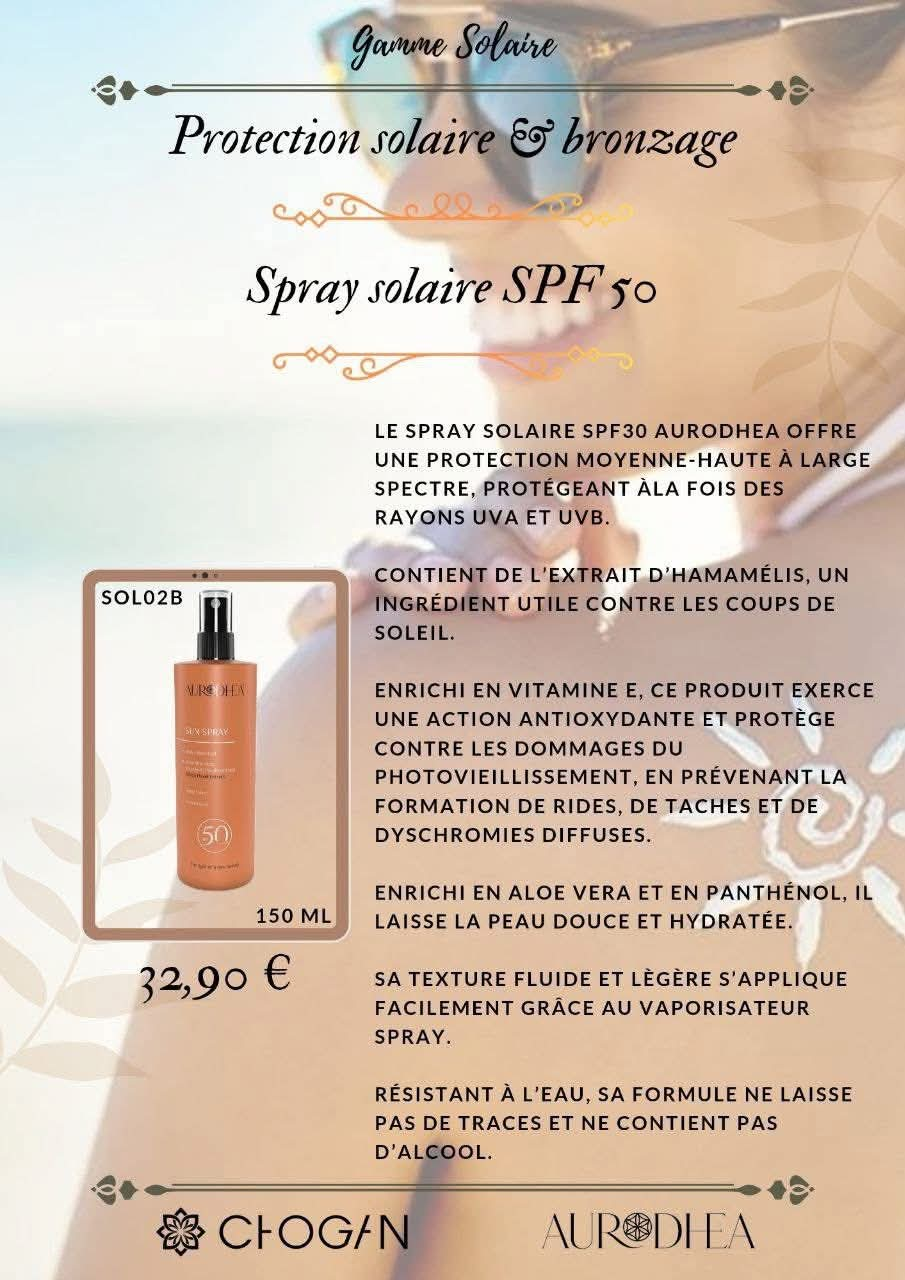 Gamme Solaire
Protection solaire & bronzage
Spray solaire SPF 50
LE SPRAY SOLAIRE SPF30 AURODHEA OFFRE
UNE PROTECTION MOYENNE-HAUTE À LARGE
SPECTRE, PROTÉGEANT ÀLA FOIS DES
RAYONS UVA ET UVB.
CONTIENT DE L'EXTRAIT D'HAMAMÉLIS, UN
INGRÉDIENT UTILE CONTRE LES COUPS DE
SOLEIL.
ENRICHI EN VITAMINE E, CE PRODUIT EXERCE
UNE ACTION ANTIOXYDANTE ET PROTÈGE
CONTRE LES DOMMAGES DU
PHOTOVIEILLISSEMENT, EN PRÉVENANT LA
FORMATION DE RIDES, DE TACHES ET DE
DYSCHROMIES DIFFUSES.
ENRICHI EN ALOE VERA ET EN PANTHÉNOL, IL
LAISSE LA PEAU DOUCE ET HYDRATÉE.
SA TEXTURE FLUIDE ET LÈGÈRE S'APPLIQUE
FACILEMENT GRÂCE AU VAPORISATEUR
SPRAY.
RÉSISTANT À L'EAU, SA FORMULE NE LAISSE
PAS DE TRACES ET NE CONTIENT PAS
D'ALCOOL.
SOL02B
AURODHEA
SUN SPRAY
50
150 ML
32,90 €
CHOGAN
AURODHEA